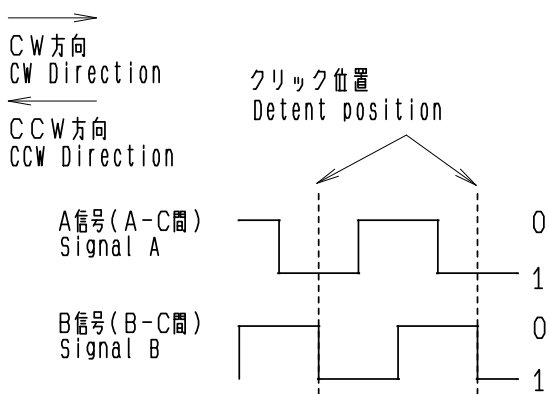 CW方向
CW Direction
CCW方向
CCW Direction
クリック位置
Detent position
A信号(A-C間)
Signal A
0
1
B信号(B-C間)
Signal B
0
1